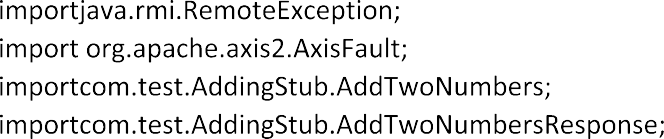 importjava.rmi.RemoteException;
import org.apache.axis2.AxisFault;
importcom.test.AddingStub.AddTwoNumbers;
importcom.test.AddingStub.AddTwoNumbersResponse;